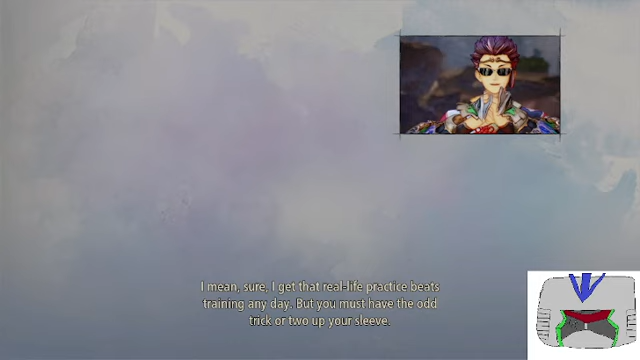 I mean, sure, I get that real-life practice beats
training any day. But you must have the odd
trick or two up your sleeve.